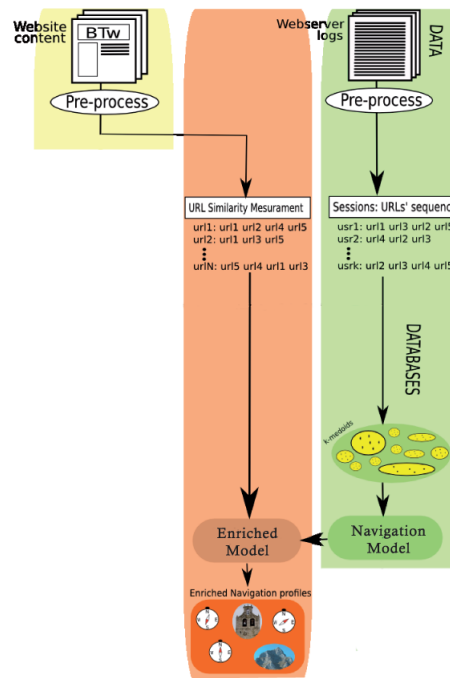 Website
content
BTw
Pre-process
Webserver
logs
DATA
Pre-process
URL Similarity Mesurament
url1: url1 url2 url4 url5
url2: url1 url3 url5
urlN: url5 url4 url1 url3
Sessions: URLs' sequenc
usr1: url1 url3 url2 url5
usr2: url4 url2 url3
usrk: url2 url3 url4 url5
DATABASES
k-medoids
Enriched
Model
Navigation
Model
Enriched Navigation profiles